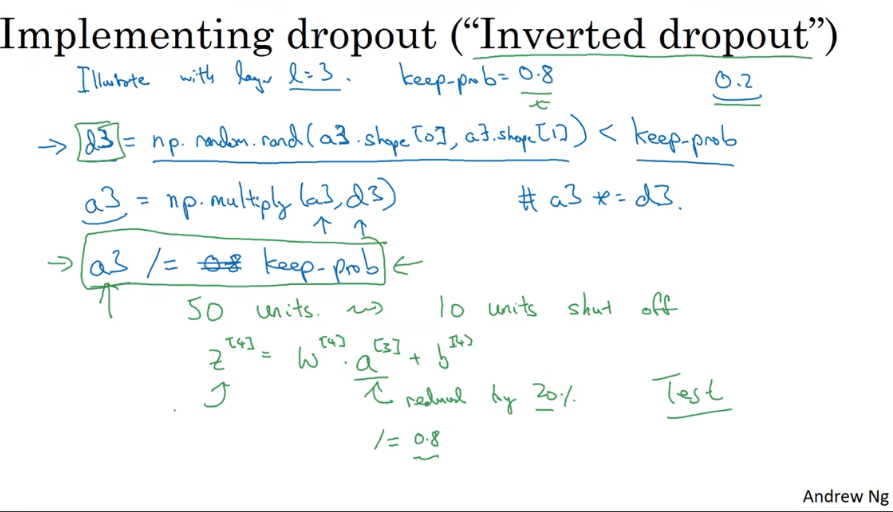 Implementing dropout ("Inverted dropout")
Illustrate with layer l=3. keep-prob= 0.8 0.2
x
→ d3 = np.random.rand(a3.shape[0], a3.shape[1]) < keep-prob
a3 = np.multiply(a3, d3) # a3 *= d3.
↑ ↑
→ a3 /= 0.8 keep-prob ←
↑ 50 units. ⇝ 10 units shut off
z^[4] = W^[4] · a^[3] + b^[4]
reduced by 20%. Test
/= 0.8
Andrew Ng